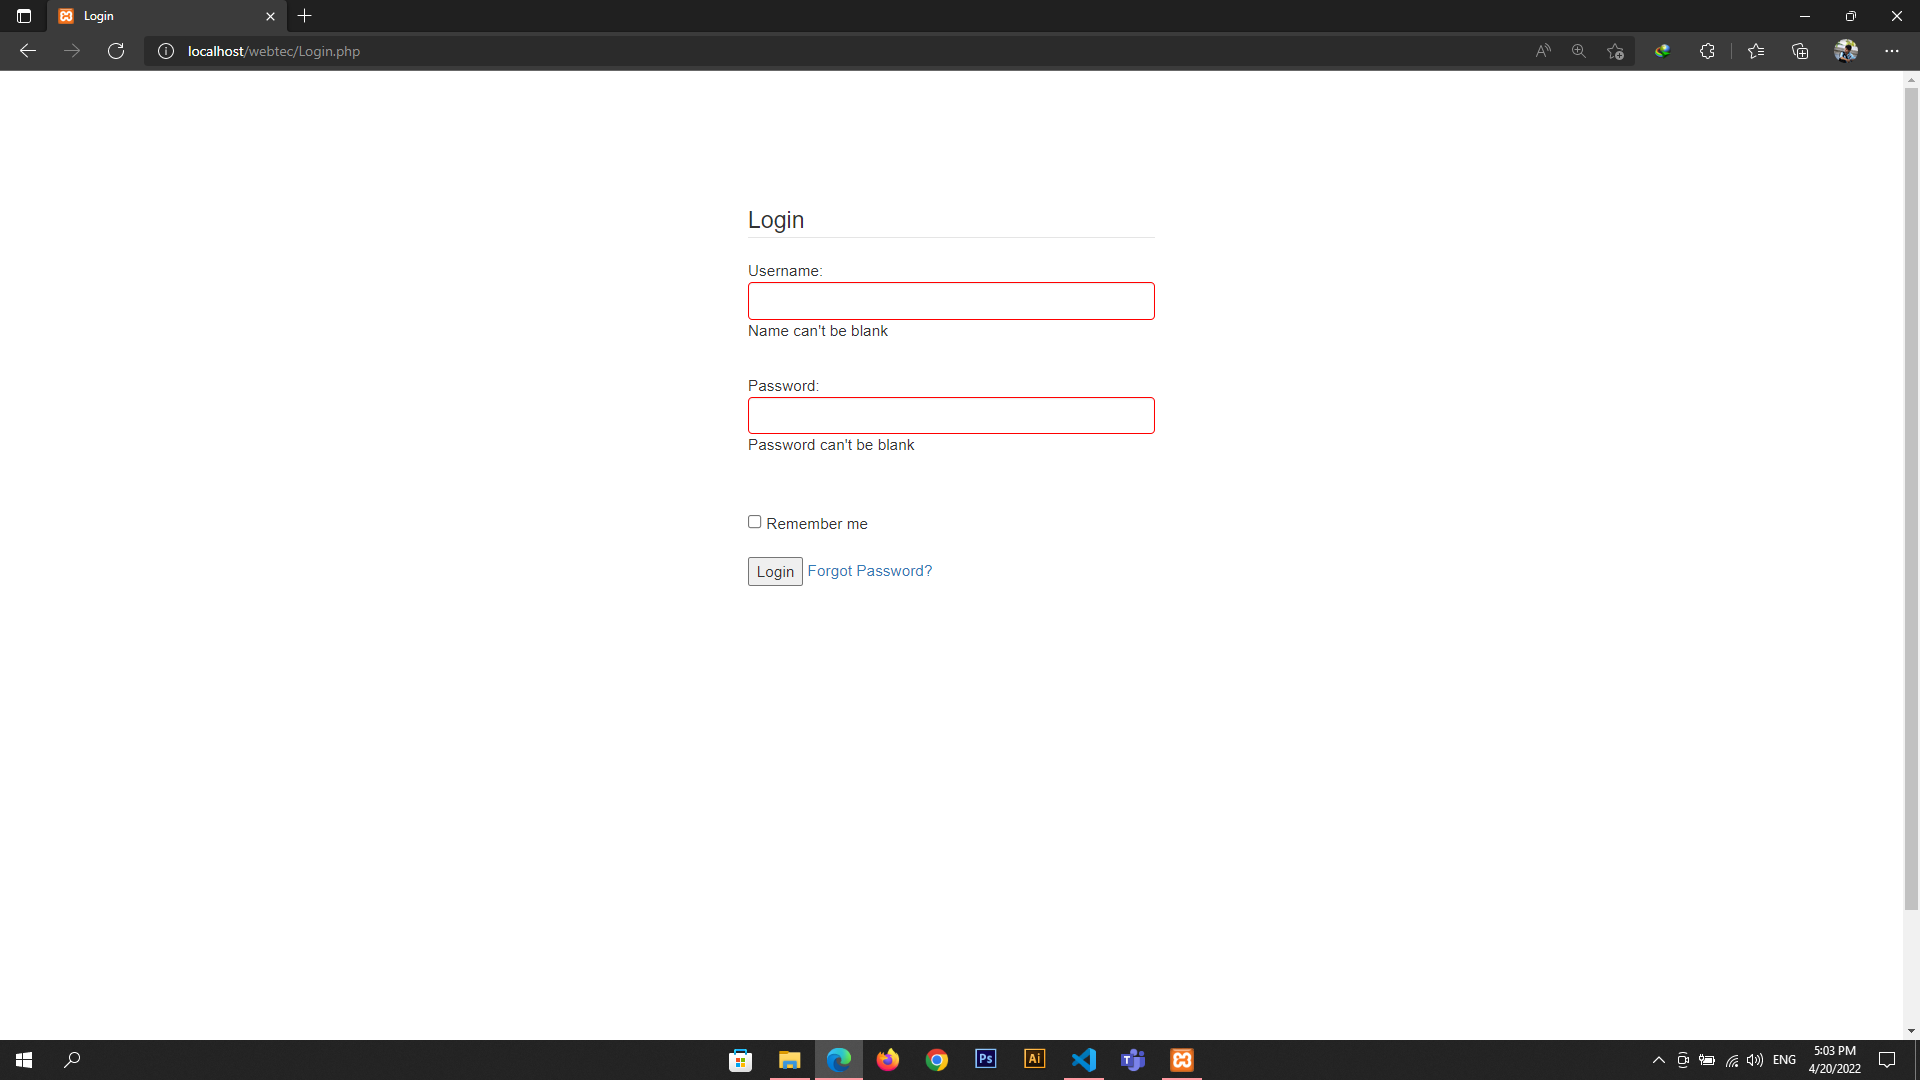 Login
localhost/webtec/Login.php
Login
Username:
Name can't be blank
Password:
Password can't be blank
Remember me
Login Forgot Password?
Ps Ai T ENG 5:03 PM
4/20/2022